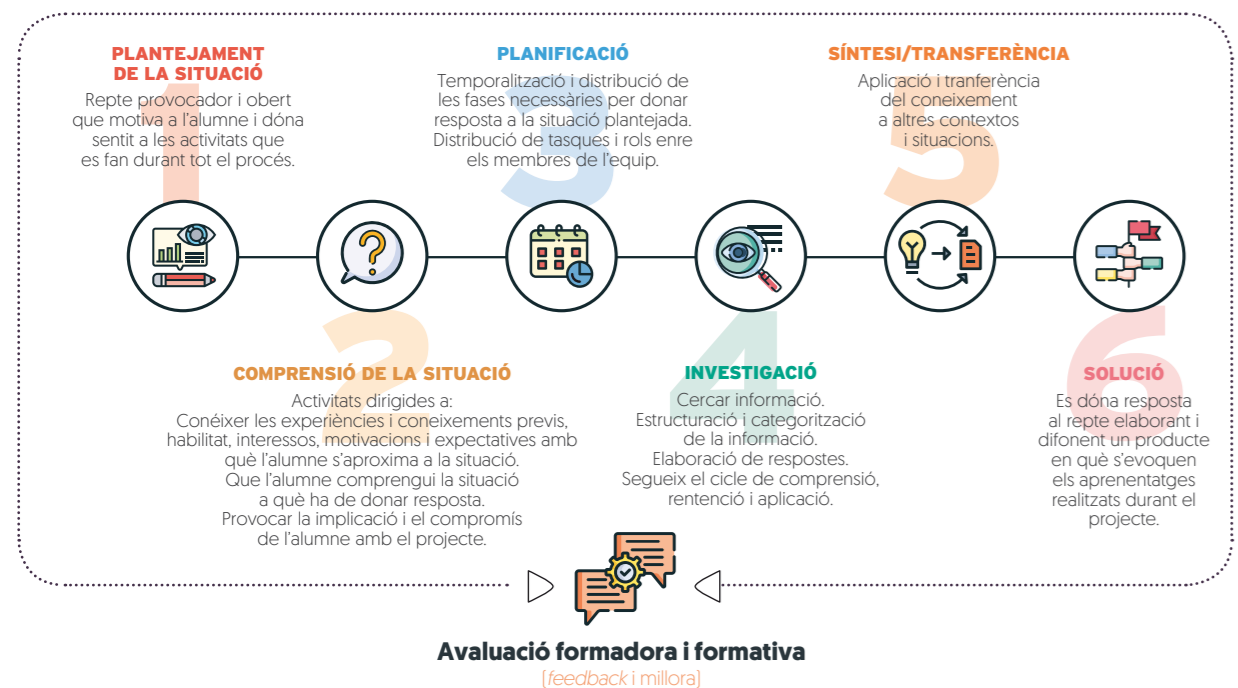 1
PLANTEJAMENT
DE LA SITUACIÓ
Repte provocador i obert
que motiva a l'alumne i dóna
sentit a les activitats que
es fan durant tot el procés.
2
COMPRENSIÓ DE LA SITUACIÓ
Activitats dirigides a:
Conéixer les experiències i coneixements previs,
habilitat, interessos, motivacions i expectatives amb
què l'alumne s'aproxima a la situació.
Que l'alumne comprengui la situació
a què ha de donar resposta.
Provocar la implicació i el compromís
de l'alumne amb el projecte.
3
PLANIFICACIÓ
Temporalització i distribució de
les fases necessàries per donar
resposta a la situació plantejada.
Distribució de tasques i rols enre
els membres de l'equip.
4
INVESTIGACIÓ
Cercar informació.
Estructuració i categorització
de la informació.
Elaboració de respostes.
Segueix el cicle de comprensió,
rentenció i aplicació.
5
SÍNTESI/TRANSFERÈNCIA
Aplicació i tranferència
del coneixement
a altres contextos
i situacions.
6
SOLUCIÓ
Es dóna resposta
al repte elaborant i
difonent un producte
en què s'evoquen
els aprenentatges
realitzats durant el
projecte.
Avaluació formadora i formativa
(feedback i millora)